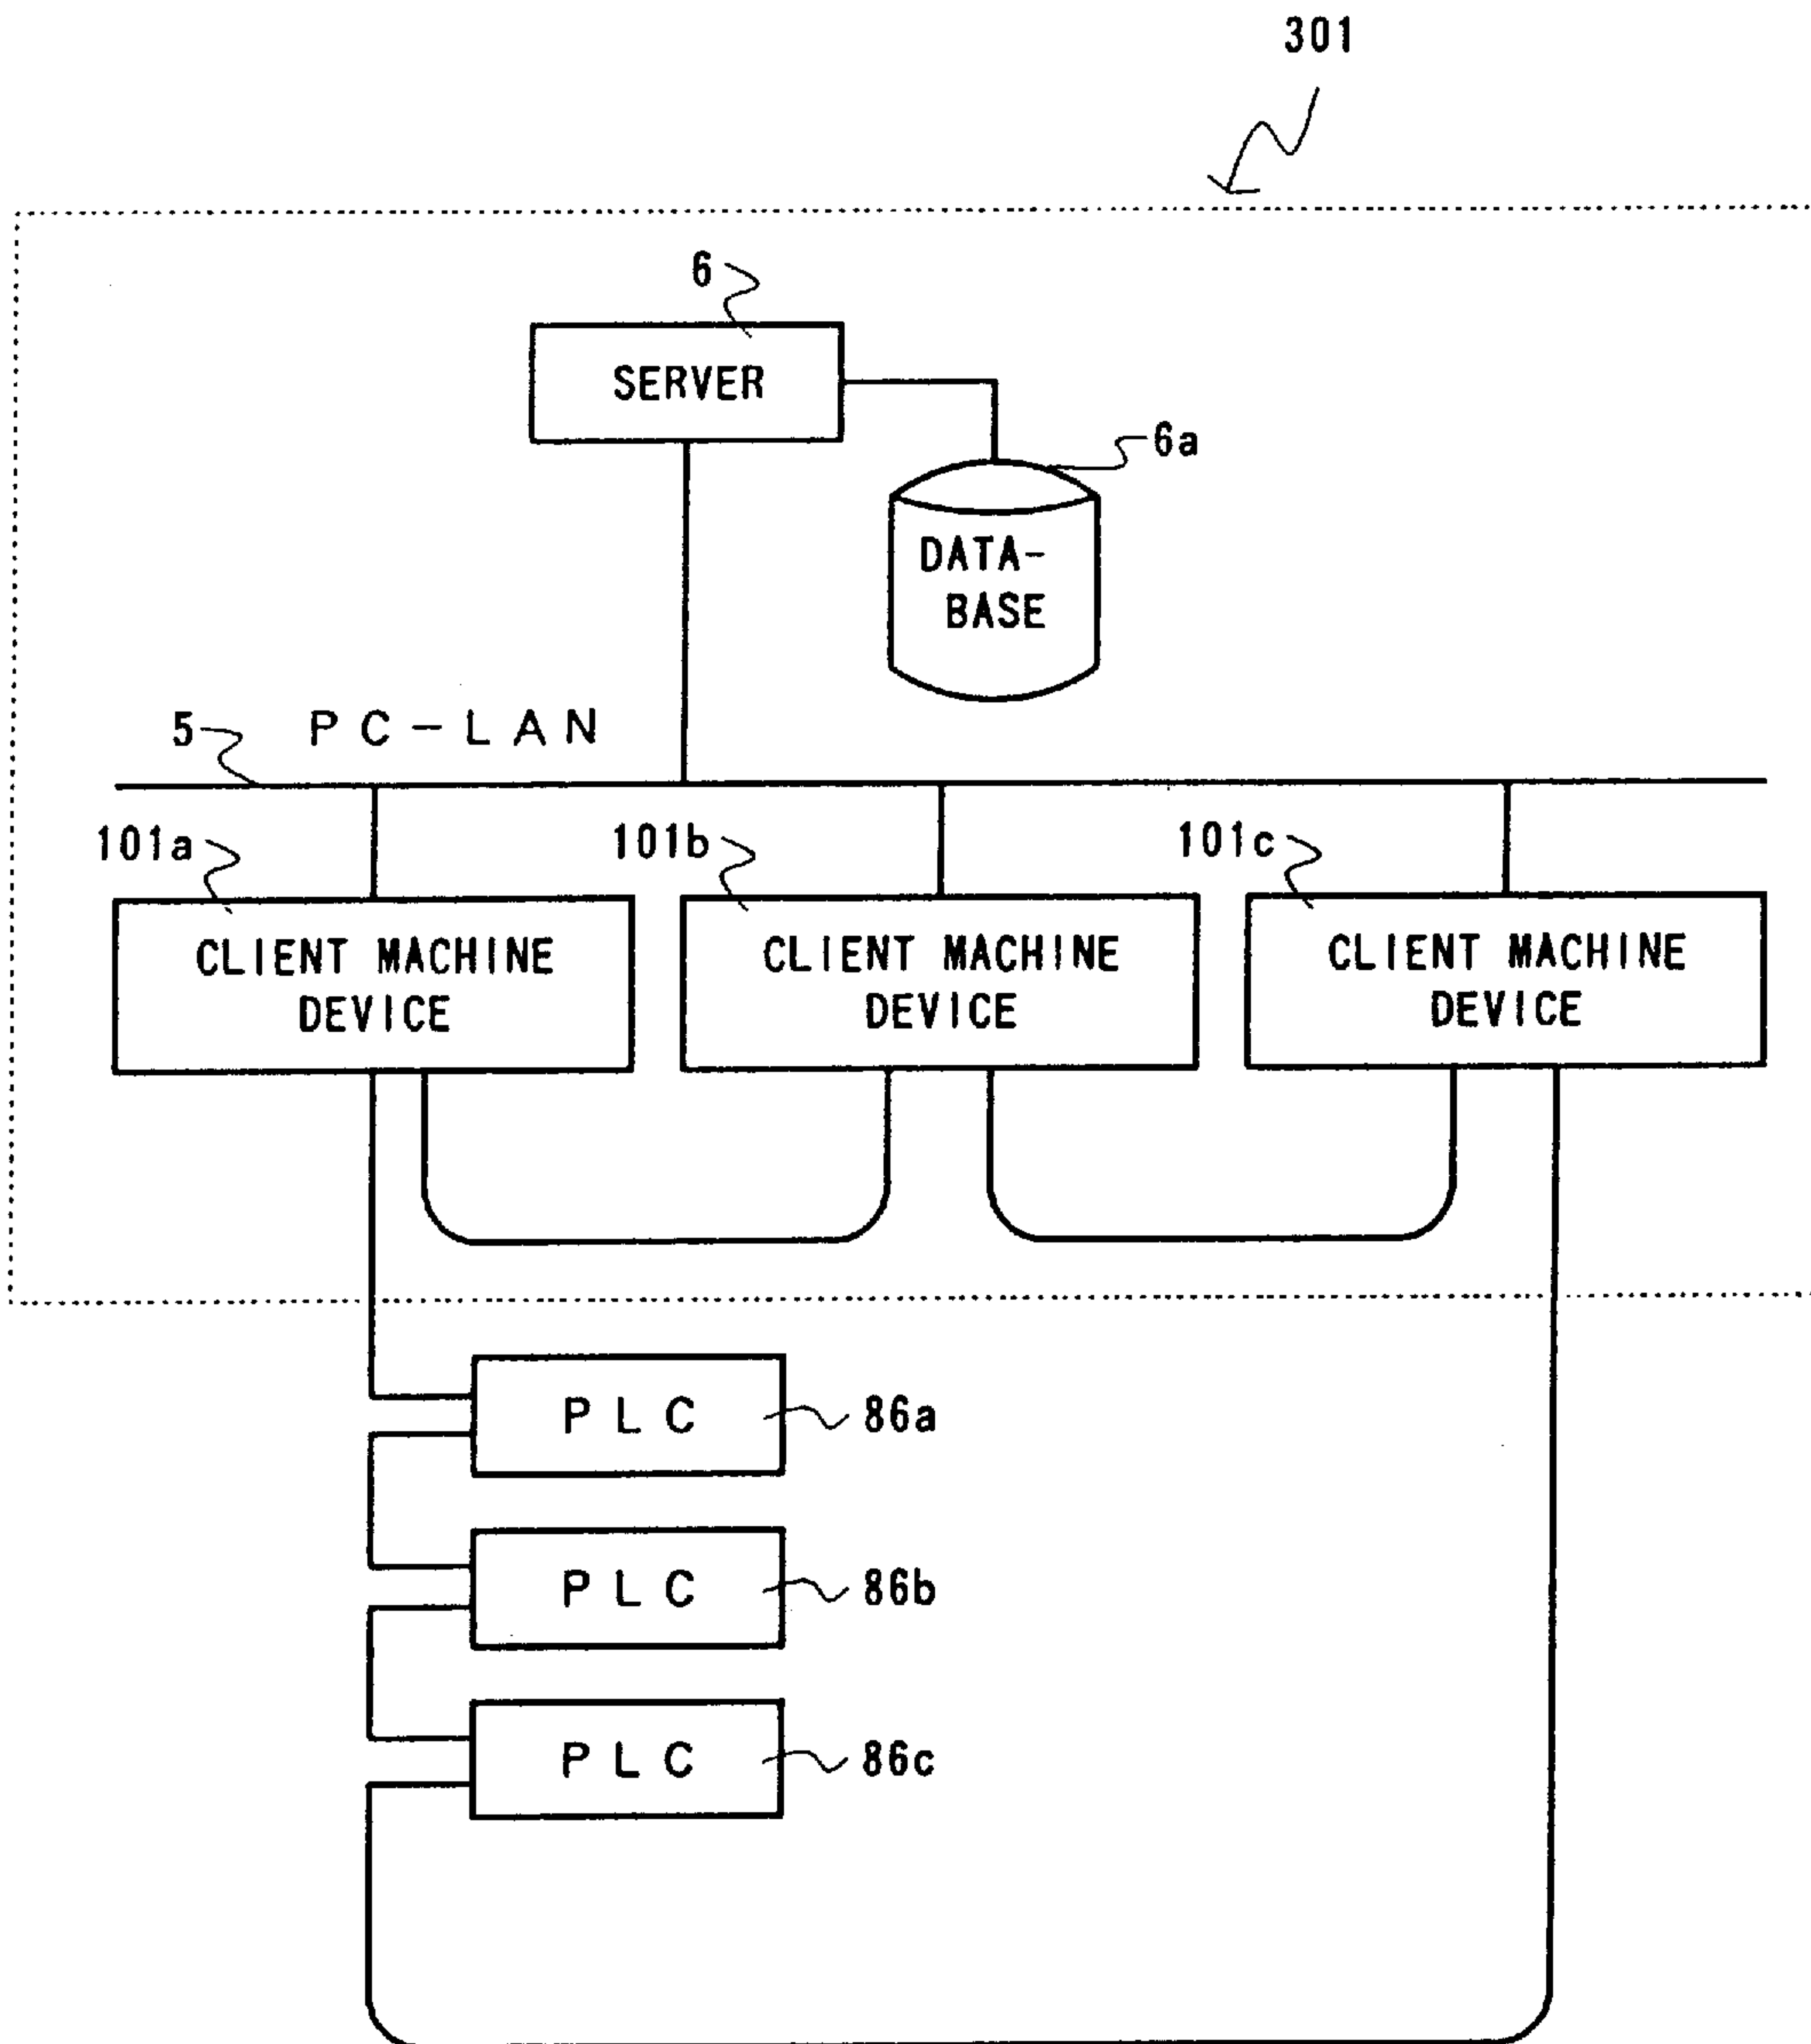 301
6
SERVER
6a
DATA-
BASE
5
PC-LAN
101a
101b
101c
CLIENT MACHINE
DEVICE
CLIENT MACHINE
DEVICE
CLIENT MACHINE
DEVICE
PLC
86a
PLC
86b
PLC
86c